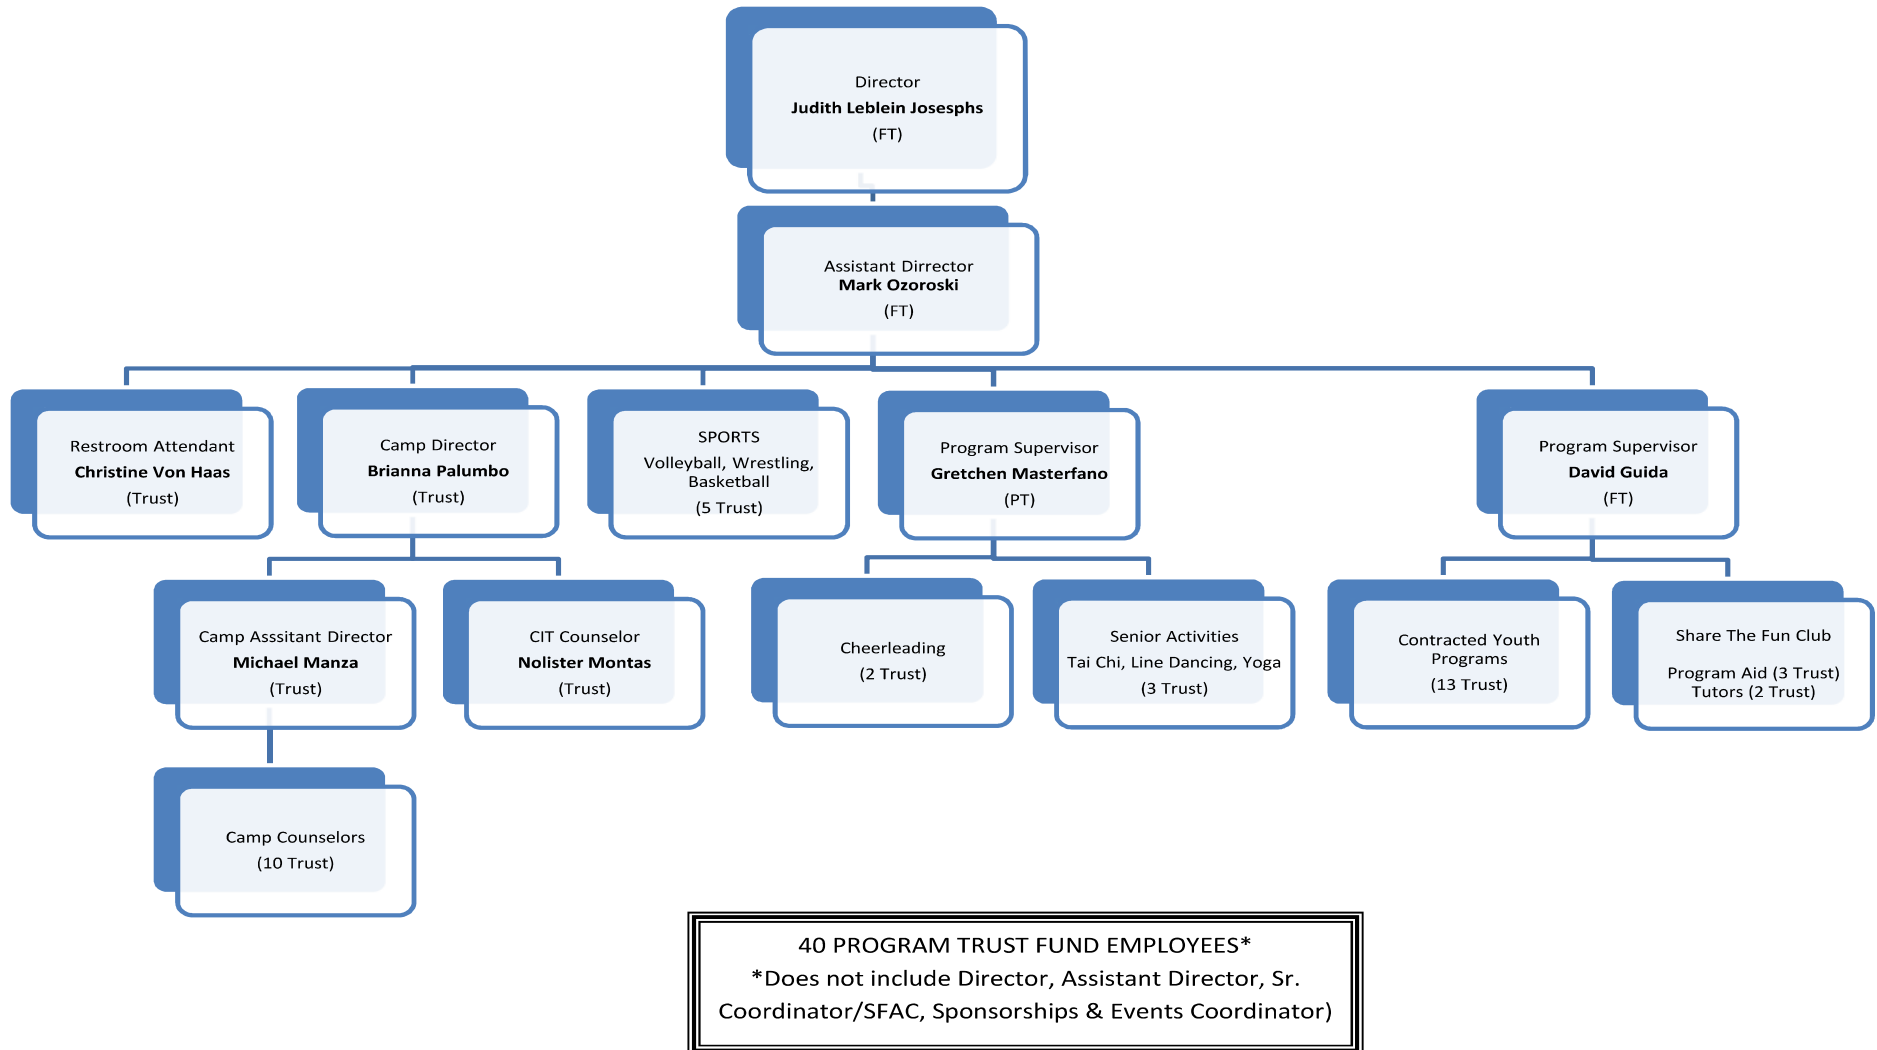 Director
Judith Leblein Josesphs
(FT)
Assistant Dirrector
Mark Ozoroski
(FT)
Restroom Attendant
Christine Von Haas
(Trust)
Camp Director
Brianna Palumbo
(Trust)
SPORTS
Volleyball, Wrestling,
Basketball
(5 Trust)
Program Supervisor
Gretchen Masterfano
(PT)
Program Supervisor
David Guida
(FT)
Camp Asssitant Director
Michael Manza
(Trust)
CIT Counselor
Nolister Montas
(Trust)
Cheerleading
(2 Trust)
Senior Activities
Tai Chi, Line Dancing, Yoga
(3 Trust)
Contracted Youth
Programs
(13 Trust)
Share The Fun Club
Program Aid (3 Trust)
Tutors (2 Trust)
Camp Counselors
(10 Trust)
40 PROGRAM TRUST FUND EMPLOYEES*
*Does not include Director, Assistant Director, Sr.
Coordinator/SFAC, Sponsorships & Events Coordinator)